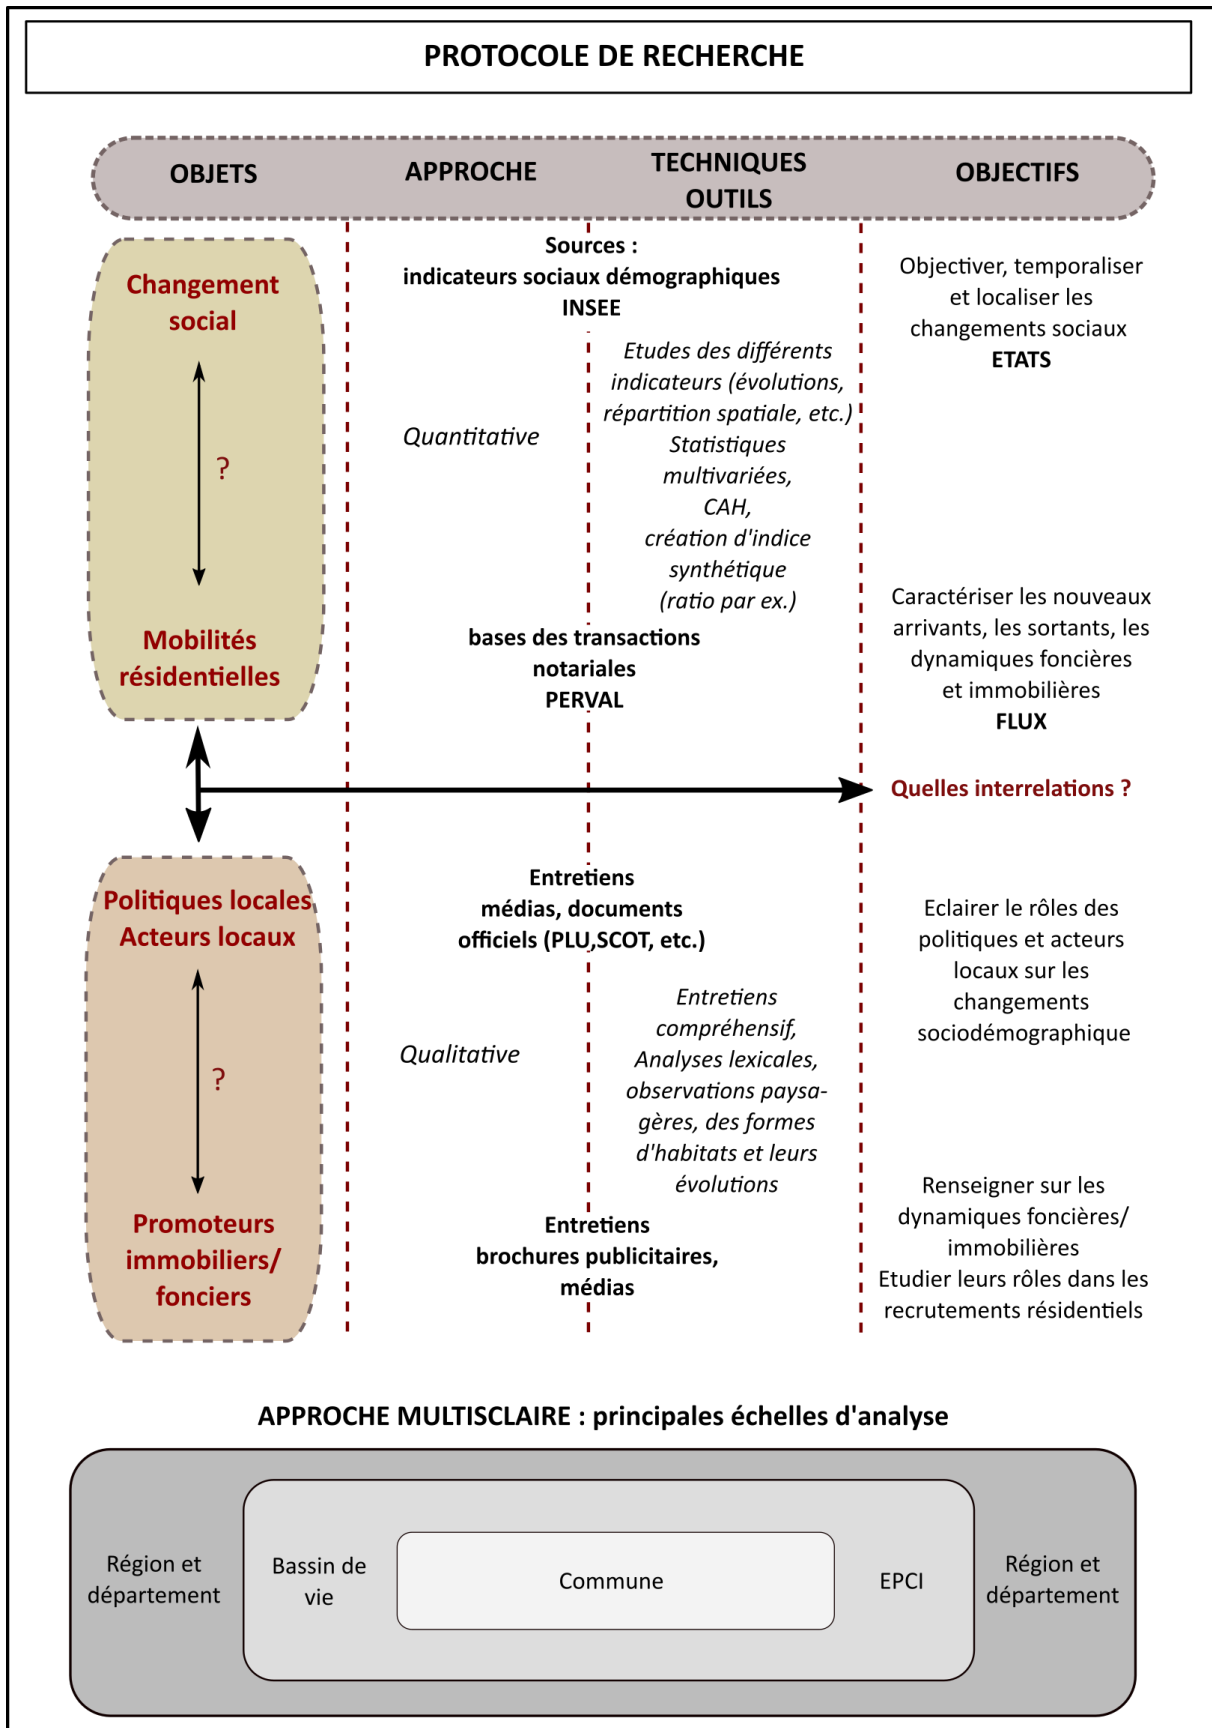 PROTOCOLE DE RECHERCHE
OBJETS
APPROCHE
TECHNIQUES
OUTILS
OBJECTIFS
Changement
social
?
Mobilités
résidentielles
Sources :
indicateurs sociaux démographiques
INSEE
Quantitative
Etudes des différents
indicateurs (évolutions,
répartition spatiale, etc.)
Statistiques
multivariées,
CAH,
création d'indice
synthétique
(ratio par ex.)
bases des transactions
notariales
PERVAL
Objectiver, temporaliser
et localiser les
changements sociaux
ETATS
Caractériser les nouveaux
arrivants, les sortants, les
dynamiques foncières
et immobilières
FLUX
Quelles interrelations ?
Politiques locales
Acteurs locaux
?
Promoteurs
immobiliers/
fonciers
Entretiens
médias, documents
officiels (PLU,SCOT, etc.)
Qualitative
Entretiens
compréhensif,
Analyses lexicales,
observations paysa-
gères, des formes
d'habitats et leurs
évolutions
Entretiens
brochures publicitaires,
médias
Eclairer le rôles des
politiques et acteurs
locaux sur les
changements
sociodémographique
Renseigner sur les
dynamiques foncières/
immobilières
Etudier leurs rôles dans les
recrutements résidentiels
APPROCHE MULTISCLAIRE : principales échelles d'analyse
Région et
département
Bassin de
vie
Commune
EPCI
Région et
département